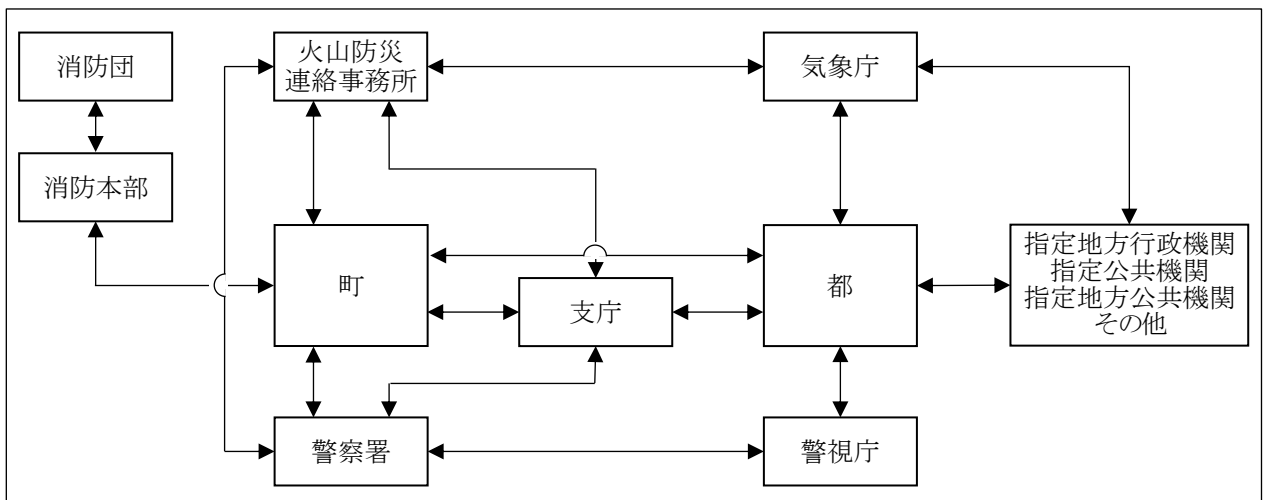 消防団
火山防災
連絡事務所
気象庁
消防本部
町
支庁
都
指定地方行政機関
指定公共機関
指定地方公共機関
その他
警察署
警視庁